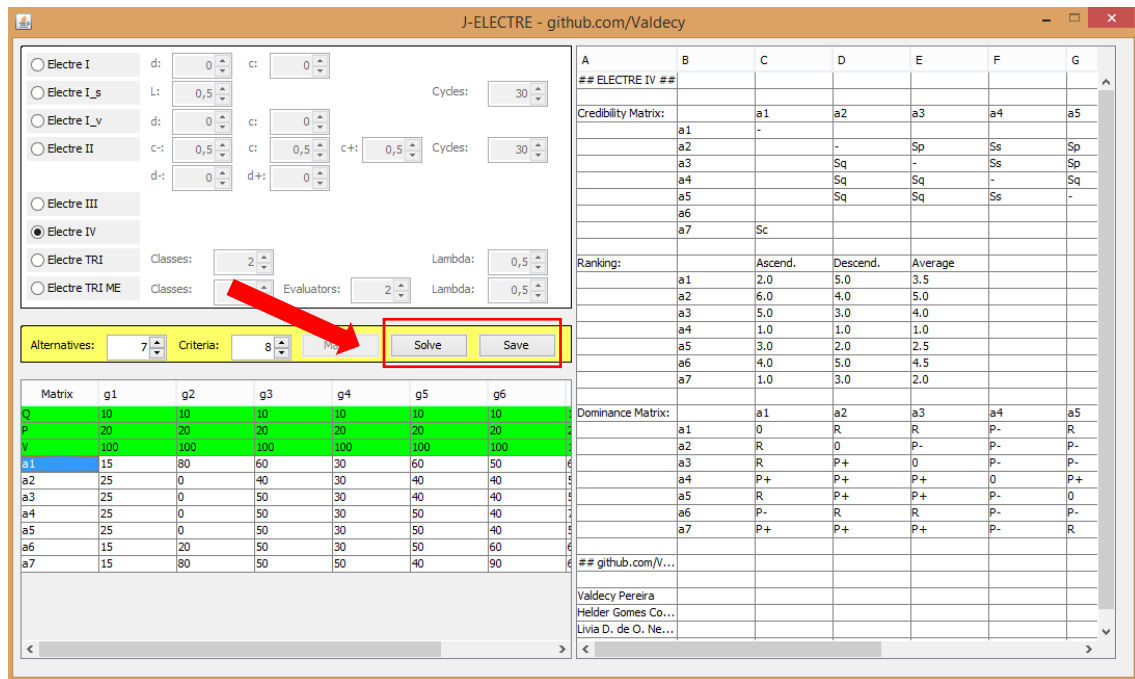 J-ELECTRE - github.com/Valdecy
Electre I d: 0 c: 0
Electre I_s L: 0,5 Cycles: 30
Electre I_v d: 0 c: 0
Electre II c-: 0,5 c: 0,5 c+: 0,5 Cycles: 30
d-: 0 d+: 0
Electre III
Electre IV
Electre TRI Classes: 2 Lambda: 0,5
Electre TRI ME Classes: Evaluators: 2 Lambda: 0,5
Alternatives: 7 Criteria: 8 Solve Save
Matrix g1 g2 g3 g4 g5 g6
Q 10 10 10 10 10 10
P 20 20 20 20 20 20
V 100 100 100 100 100 100
a1 15 80 60 30 60 50
a2 25 0 40 30 40 40
a3 25 0 50 30 40 40
a4 25 0 50 30 50 40
a5 25 0 50 30 50 40
a6 15 20 50 30 50 60
a7 15 80 50 50 40 90
A B C D E F G
## ELECTRE IV ##
Credibility Matrix: a1 a2 a3 a4 a5
a1 -
a2 - Sp Ss Sp
a3 Sq - Ss Sp
a4 Sq Sq - Sq
a5 Sq Sq Ss -
a6
a7 Sc
Ranking: Ascend. Descend. Average
a1 2.0 5.0 3.5
a2 6.0 4.0 5.0
a3 5.0 3.0 4.0
a4 1.0 1.0 1.0
a5 3.0 2.0 2.5
a6 4.0 5.0 4.5
a7 1.0 3.0 2.0
Dominance Matrix: a1 a2 a3 a4 a5
a1 0 R R P- R
a2 R 0 P- P- P-
a3 R P+ 0 P- P-
a4 P+ P+ P+ 0 P+
a5 R P+ P+ P- 0
a6 P- R R P- P-
a7 P+ P+ P+ P- R
## github.com/V...
Valdecy Pereira
Helder Gomes Co...
Livia D. de O. Ne...